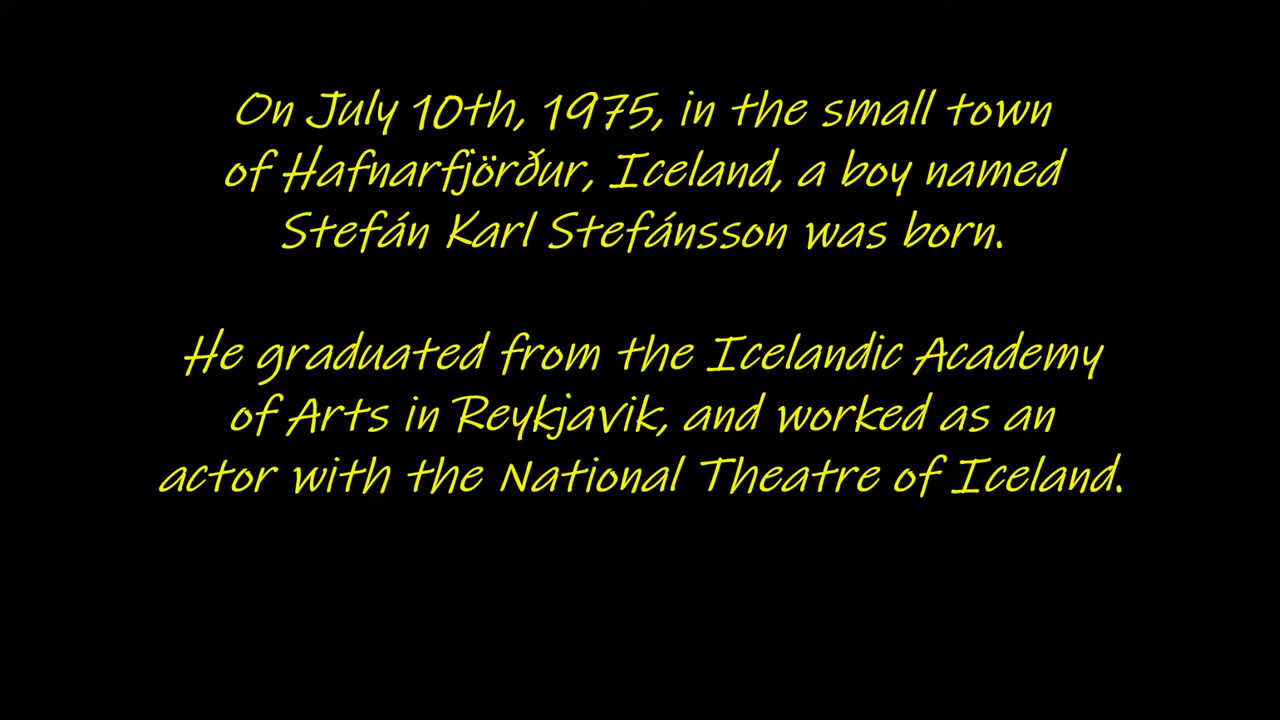 On July 10th, 1975, in the small town
of Hafnarfjörður, Iceland, a boy named
Stefán Karl Stefánsson was born.
He graduated from the Icelandic Academy
of Arts in Reykjavik, and worked as an
actor with the National Theatre of Iceland.